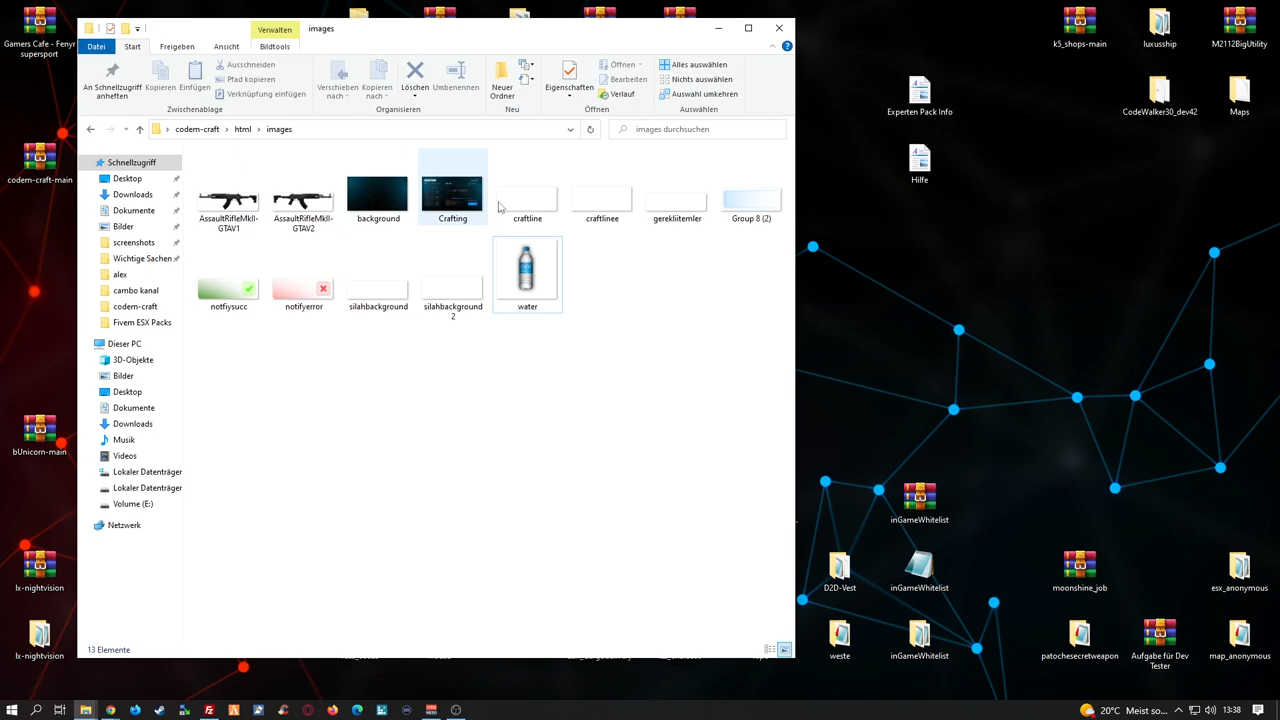 Gamers Cafe - Fenyr
supersport
codem-craft-main
bUnicorn-main
lx-nightvision
lx-nightvision
Verwalten
images
Datei
Start
Freigeben
Ansicht
Bildtools
An Schnellzugriff
anheften
Kopieren
Einfügen
Ausschneiden
Pfad kopieren
Verknüpfung einfügen
Zwischenablage
Verschieben
nach
Kopieren
nach
Löschen
Umbenennen
Organisieren
Neuer
Ordner
Neu
Eigenschaften
Öffnen
Bearbeiten
Verlauf
Öffnen
Alles auswählen
Nichts auswählen
Auswahl umkehren
Auswählen
codem-craft
html
images
images durchsuchen
Schnellzugriff
Desktop
Downloads
Dokumente
Bilder
screenshots
Wichtige Sachen
alex
cambo kanal
codem-craft
Fivem ESX Packs
Dieser PC
3D-Objekte
Bilder
Desktop
Dokumente
Downloads
Musik
Videos
Lokaler Datenträger
Lokaler Datenträger
Volume (E:)
Netzwerk
AssaultRifleMkII-
GTAV1
AssaultRifleMkII-
GTAV2
background
Crafting
craftline
craftlinee
gerekliitemler
Group 8 (2)
notfiysucc
notifyerror
silahbackground
silahbackground
2
water
13 Elemente
k5_shops-main
luxusship
M2112BigUtility
Experten Pack Info
CodeWalker30_dev42
Maps
Hilfe
inGameWhitelist
D2D-Vest
inGameWhitelist
moonshine_job
esx_anonymous
weste
inGameWhitelist
patochesecretweapon
Aufgabe für Dev
Tester
map_anonymous
20°C
Meist so...
13:38